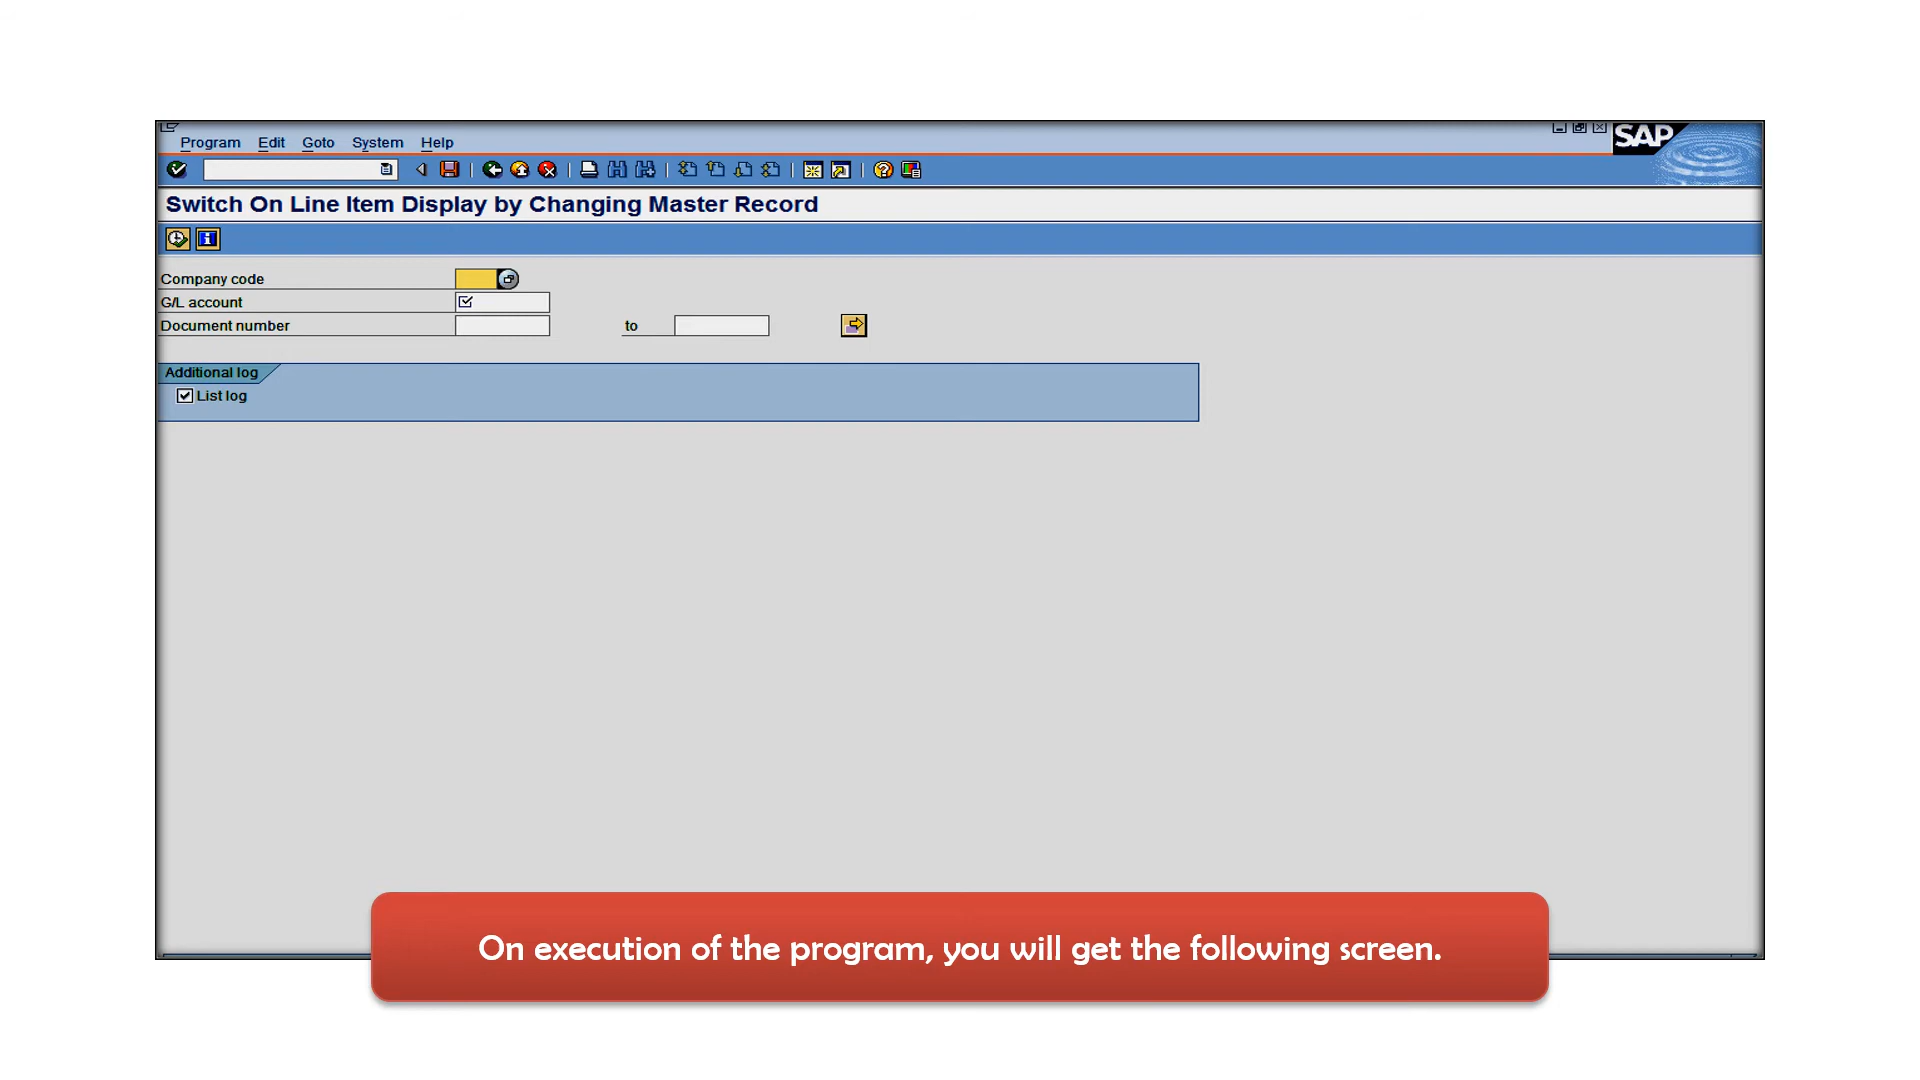 Program Edit Goto System Help
SAP
Switch On Line Item Display by Changing Master Record
Company code
G/L account
Document number to
Additional log
List log
On execution of the program, you will get the following screen.